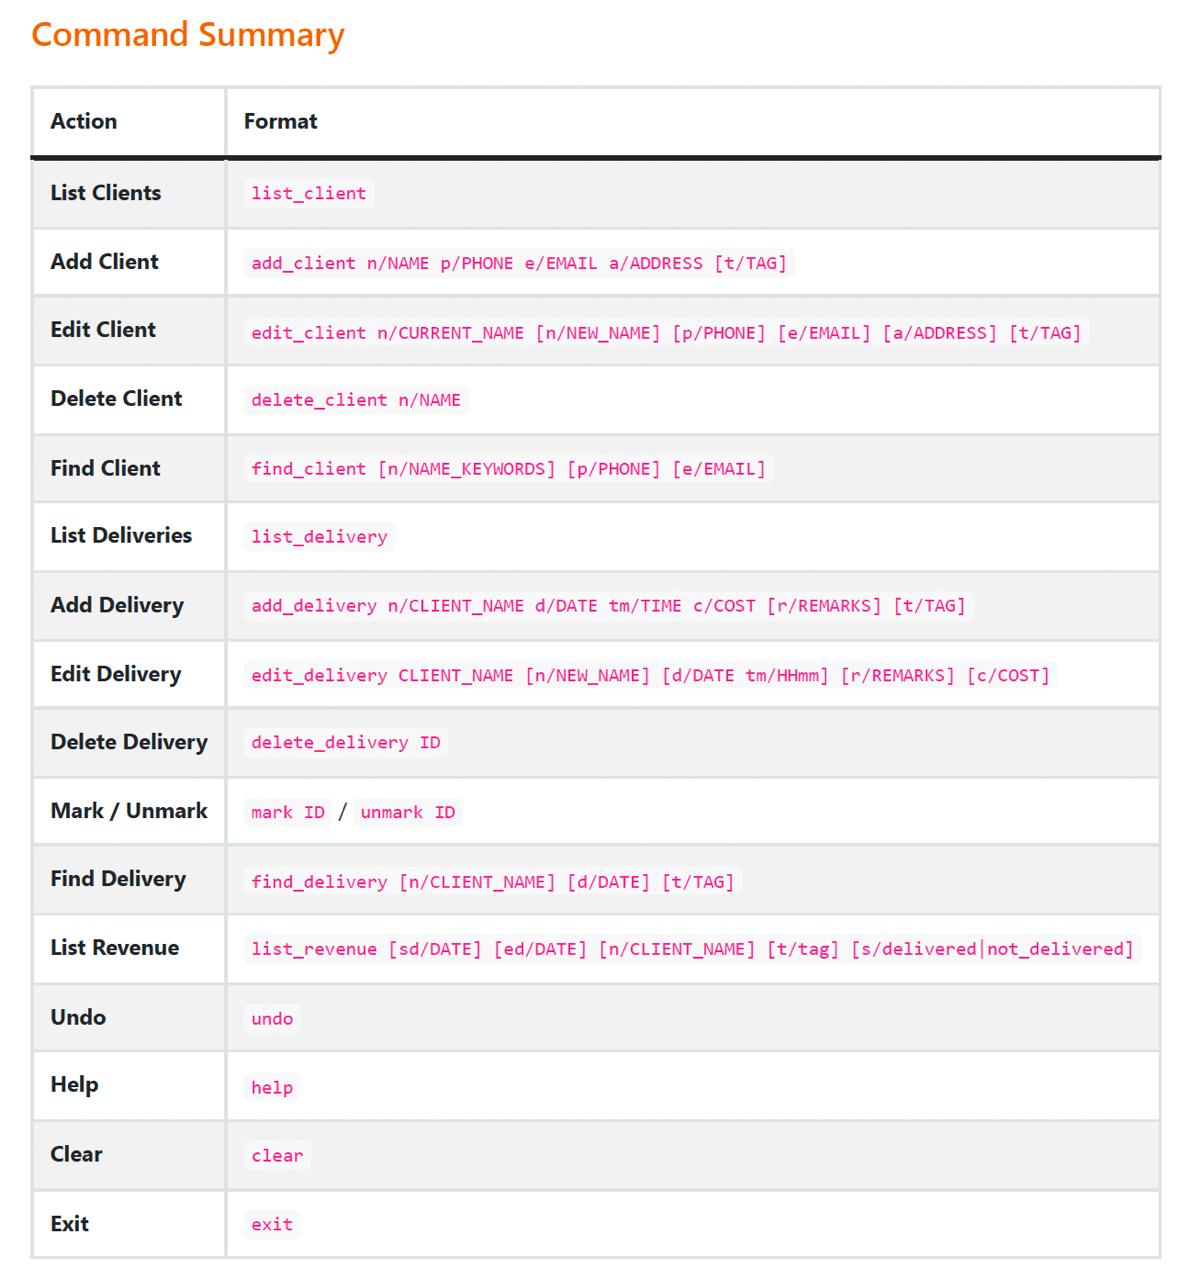 Command Summary
Action Format
List Clients list_client
Add Client add_client n/NAME p/PHONE e/EMAIL a/ADDRESS [t/TAG]
Edit Client edit_client n/CURRENT_NAME [n/NEW_NAME] [p/PHONE] [e/EMAIL] [a/ADDRESS] [t/TAG]
Delete Client delete_client n/NAME
Find Client find_client [n/NAME_KEYWORDS] [p/PHONE] [e/EMAIL]
List Deliveries list_delivery
Add Delivery add_delivery n/CLIENT_NAME d/DATE tm/TIME c/COST [r/REMARKS] [t/TAG]
Edit Delivery edit_delivery CLIENT_NAME [n/NEW_NAME] [d/DATE tm/HHmm] [r/REMARKS] [c/COST]
Delete Delivery delete_delivery ID
Mark / Unmark mark ID / unmark ID
Find Delivery find_delivery [n/CLIENT_NAME] [d/DATE] [t/TAG]
List Revenue list_revenue [sd/DATE] [ed/DATE] [n/CLIENT_NAME] [t/tag] [s/delivered|not_delivered]
Undo undo
Help help
Clear clear
Exit exit